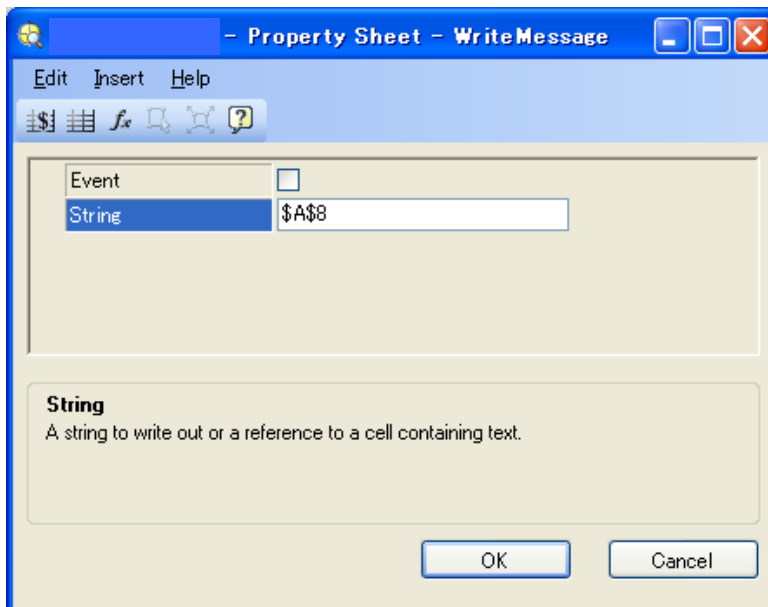 - Property Sheet - WriteMessage
Edit Insert Help
$ fx ?
Event
String $A$8
String
A string to write out or a reference to a cell containing text.
OK Cancel